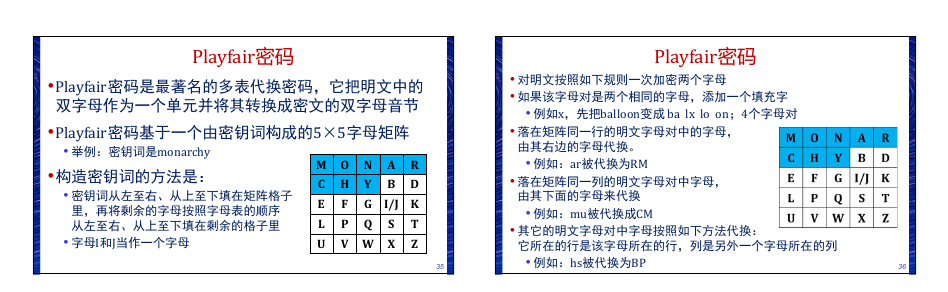 Playfair密码
•Playfair密码是最著名的多表代换密码，它把明文中的
双字母作为一个单元并将其转换成密文的双字母音节
•Playfair密码基于一个由密钥词构成的5×5字母矩阵
•举例：密钥词是monarchy
•构造密钥词的方法是：
•密钥词从左至右、从上至下填在矩阵格子
里，再将剩余的字母按照字母表的顺序
从左至右、从上至下填在剩余的格子里
•字母I和J当作一个字母
M O N A R
C H Y B D
E F G I/J K
L P Q S T
U V W X Z
35
Playfair密码
•对明文按照如下规则一次加密两个字母
•如果该字母对是两个相同的字母，添加一个填充字
•例如x，先把balloon变成 ba lx lo on；4个字母对
•落在矩阵同一行的明文字母对中的字母，
由其右边的字母代换。
•例如：ar被代换为RM
•落在矩阵同一列的明文字母对中字母，
由其下面的字母来代换
•例如：mu被代换成CM
•其它的明文字母对中字母按照如下方法代换：
它所在的行是该字母所在的行，列是另外一个字母所在的列
•例如：hs被代换为BP
M O N A R
C H Y B D
E F G I/J K
L P Q S T
U V W X Z
36